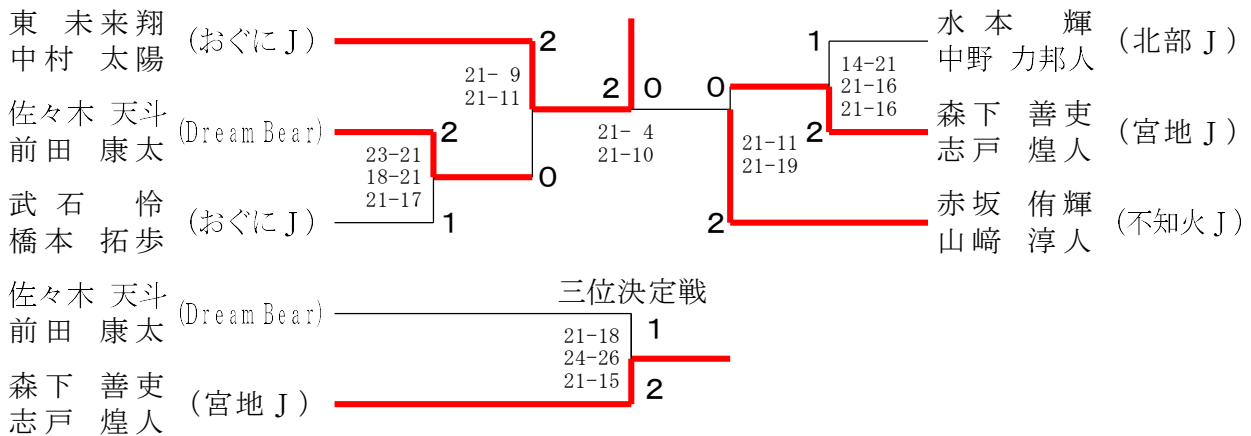 東 未来翔
中村 太陽
(おぐにJ)
2
21- 9
21-11
佐々木 天斗
前田 康太
(Dream Bear)
2
23-21
18-21
21-17
0
武石 怜
橋本 拓歩
(おぐにJ)
1
2 0
21- 4
21-10
水本 輝
中野 力邦人
(北部J)
1
14-21
21-16
21-16
0
森下 善吏
志戸 煌人
(宮地J)
2
21-11
21-19
赤坂 侑輝
山﨑 淳人
(不知火J)
2
三位決定戦
佐々木 天斗
前田 康太
(Dream Bear)
1
21-18
24-26
21-15
森下 善吏
志戸 煌人
(宮地J)
2